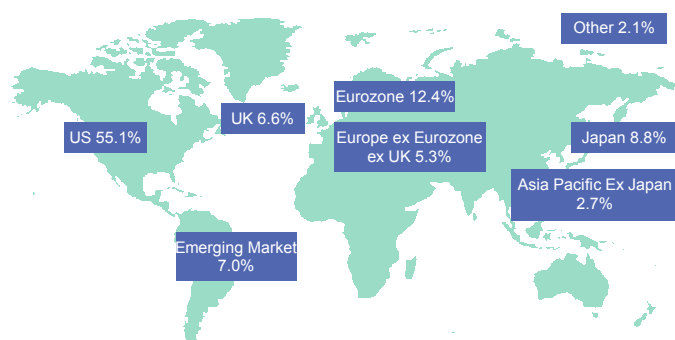 Other 2.1%
Eurozone 12.4%
UK 6.6%
US 55.1%
Europe ex Eurozone
ex UK 5.3%
Japan 8.8%
Asia Pacific Ex Japan
2.7%
Emerging Market
7.0%